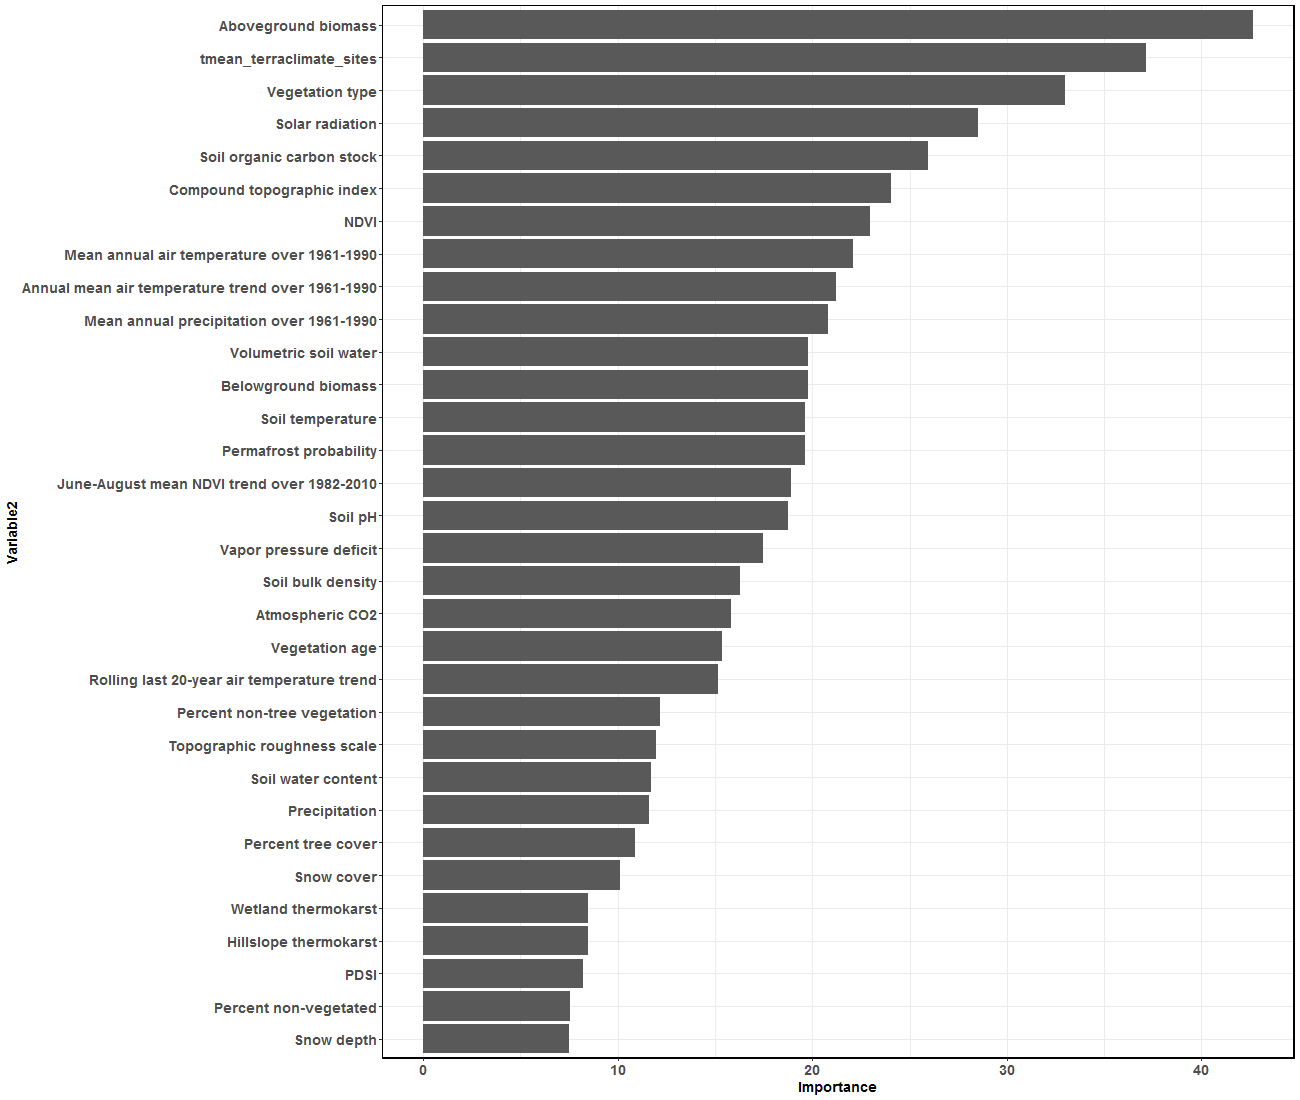 Aboveground biomass
tmean_terraclimate_sites
Vegetation type
Solar radiation
Soil organic carbon stock
Compound topographic index
NDVI
Mean annual air temperature over 1961-1990
Annual mean air temperature trend over 1961-1990
Mean annual precipitation over 1961-1990
Volumetric soil water
Belowground biomass
Soil temperature
Permafrost probability
June-August mean NDVI trend over 1982-2010
Soil pH
Vapor pressure deficit
Soil bulk density
Atmospheric CO2
Vegetation age
Rolling last 20-year air temperature trend
Percent non-tree vegetation
Topographic roughness scale
Soil water content
Precipitation
Percent tree cover
Snow cover
Wetland thermokarst
Hillslope thermokarst
PDSI
Percent non-vegetated
Snow depth
Variable2
0 10 20 30 40
Importance